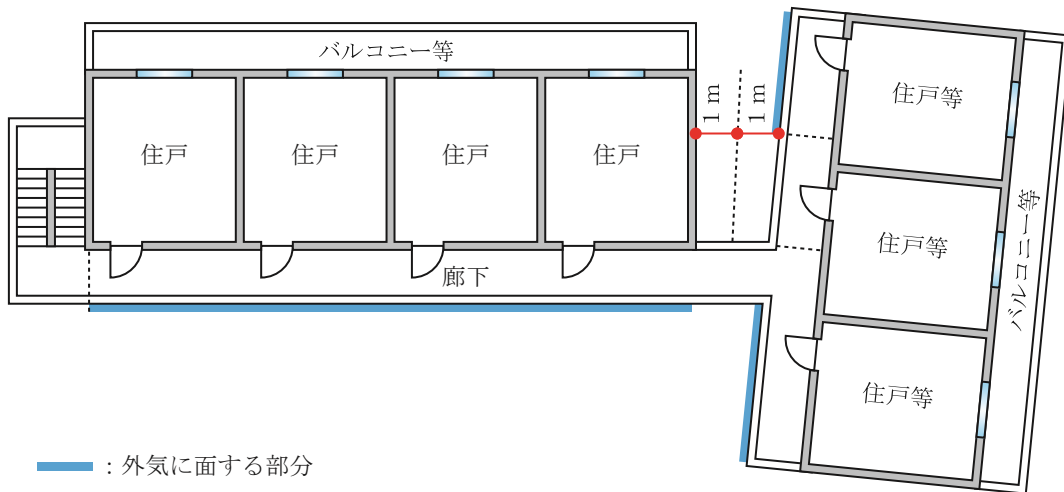 バルコニー等
住戸
住戸
住戸
住戸
1 m
1 m
住戸等
住戸等
住戸等
バルコニー等
廊下
：外気に面する部分